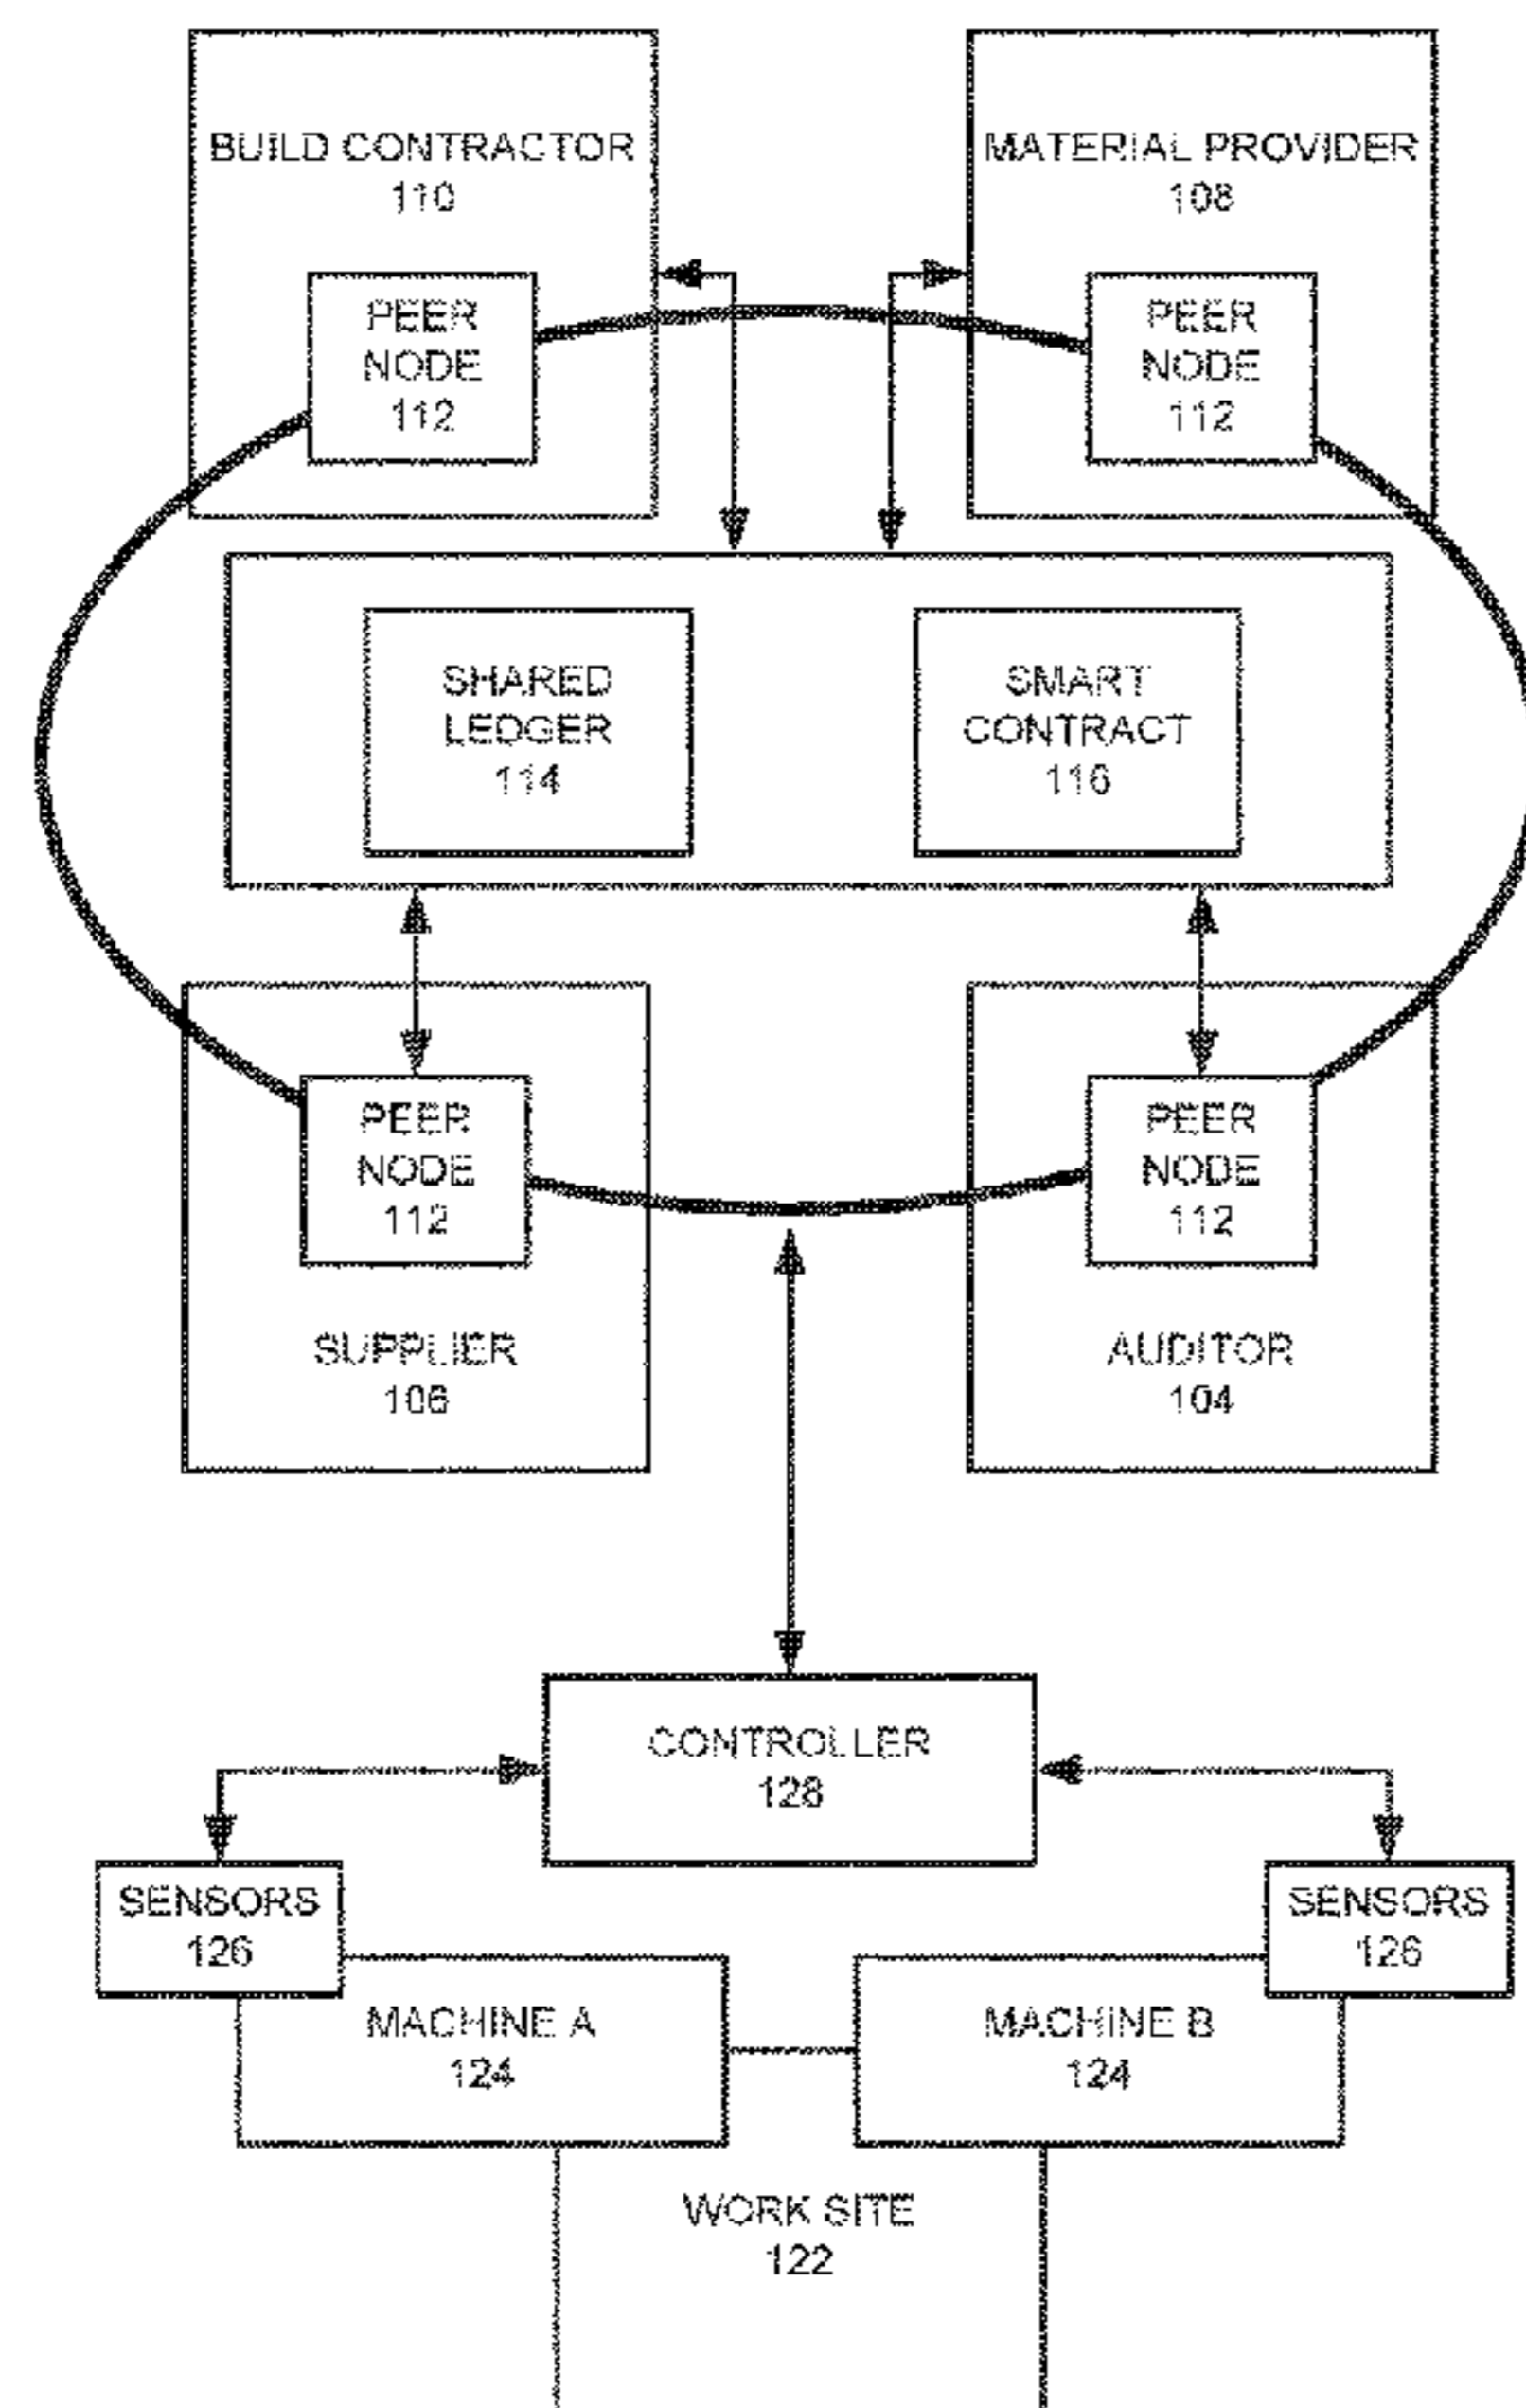 BUILD CONTRACTOR
110
PEER
NODE
112
MATERIAL PROVIDER
108
PEER
NODE
112
SHARED
LEDGER
114
SMART
CONTRACT
116
PEER
NODE
112
SUPPLIER
106
PEER
NODE
112
AUDITOR
104
CONTROLLER
128
SENSORS
126
SENSORS
126
MACHINE A
124
MACHINE B
124
WORK SITE
122